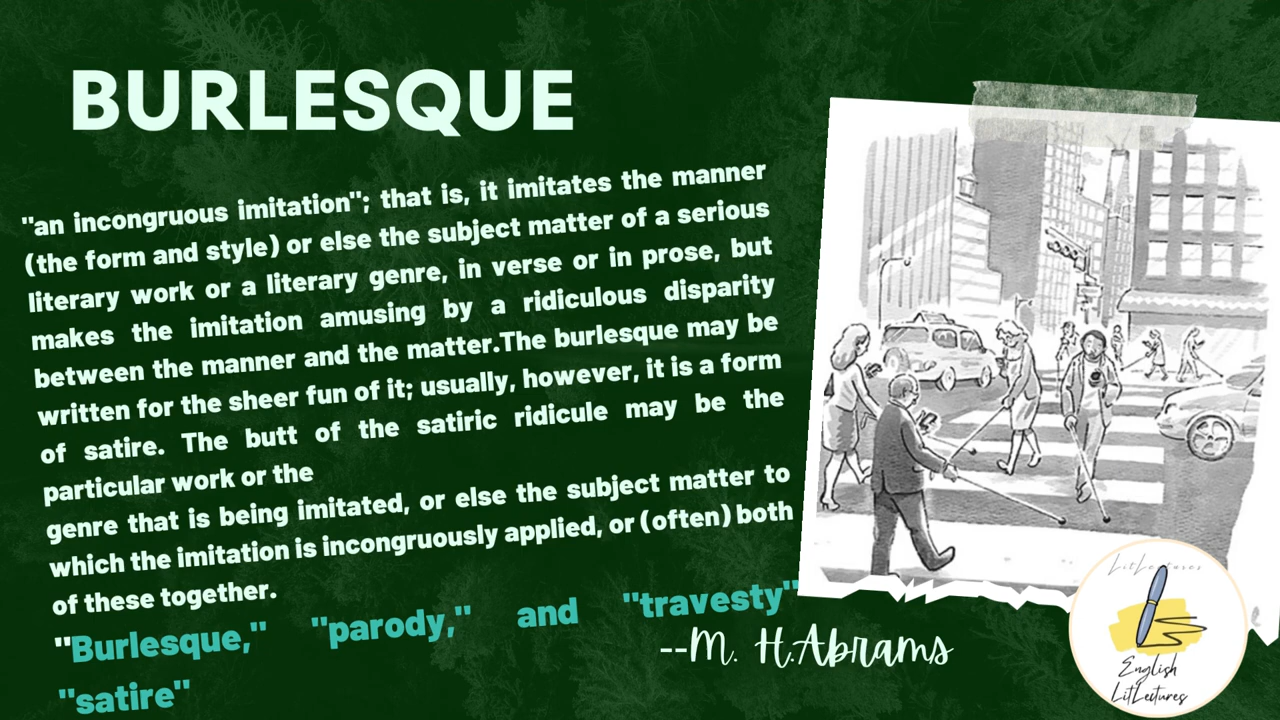 BURLESQUE
"an incongruous imitation"; that is, it imitates the manner
(the form and style) or else the subject matter of a serious
literary work or a literary genre, in verse or in prose, but
makes the imitation amusing by a ridiculous disparity
between the manner and the matter.The burlesque may be
written for the sheer fun of it; usually, however, it is a form
of satire. The butt of the satiric ridicule may be the
particular work or the
genre that is being imitated, or else the subject matter to
which the imitation is incongruously applied, or (often) both
of these together.
"Burlesque," "parody," and "travesty"
"satire"
--M. H.Abrams
LitLectures
English
LitLectures